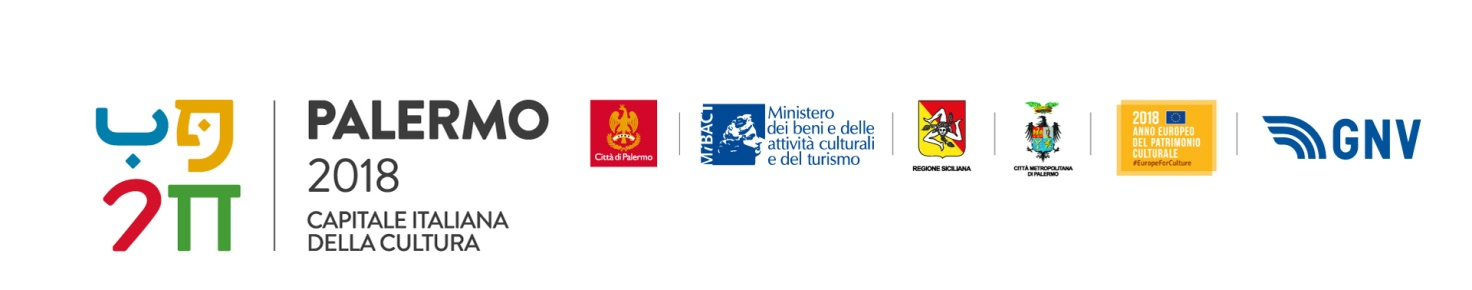 PALERMO
2018
CAPITALE ITALIANA
DELLA CULTURA
Città di Palermo
MiBACT
Ministero
dei beni e delle
attività culturali
e del turismo
REGIONE SICILIANA
CITTÀ METROPOLITANA
DI PALERMO
2018
ANNO EUROPEO
DEL PATRIMONIO
CULTURALE
#EuropeForCulture
GNV